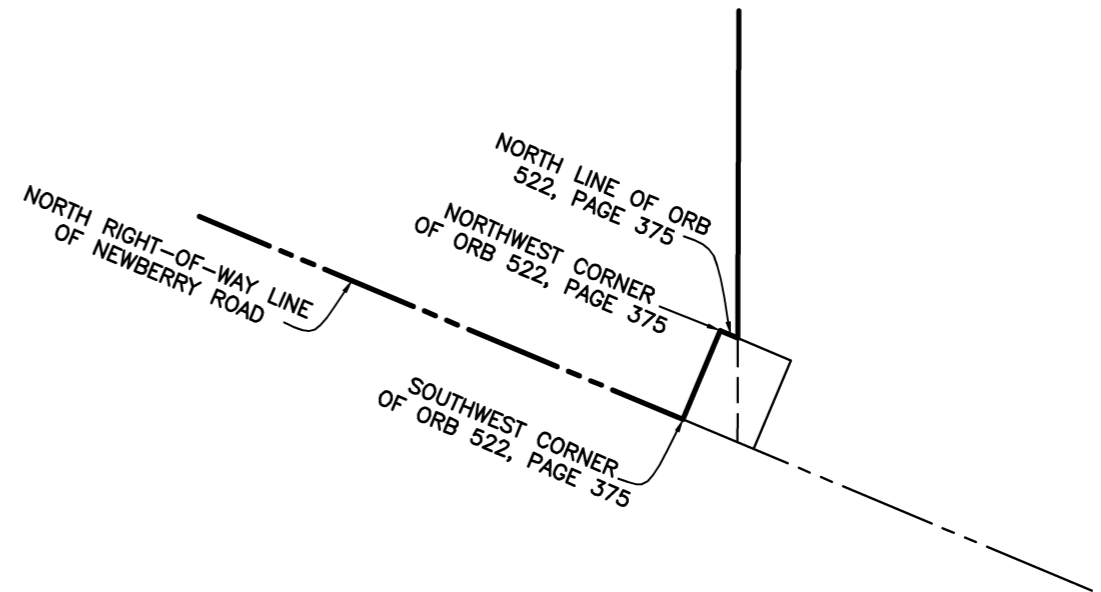 NORTH LINE OF ORB
522, PAGE 375
NORTHWEST CORNER
OF ORB 522, PAGE 375
NORTH RIGHT-OF-WAY LINE
OF NEWBERRY ROAD
SOUTHWEST CORNER
OF ORB 522, PAGE 375